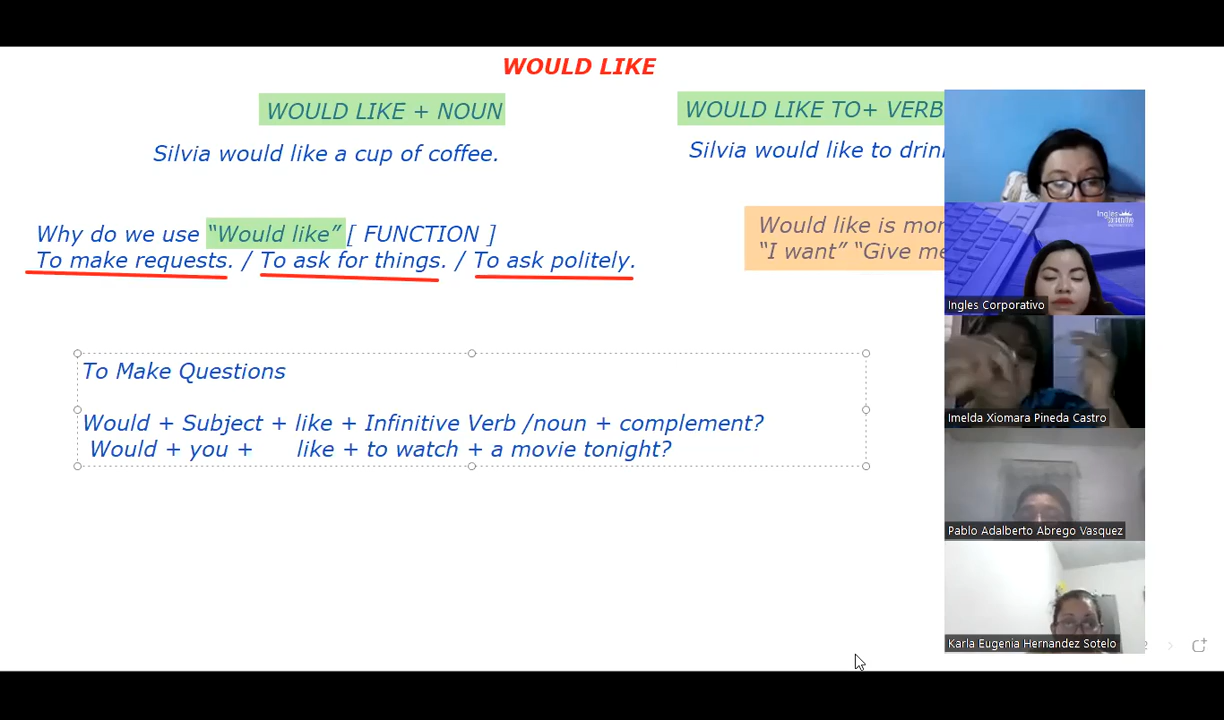 WOULD LIKE
WOULD LIKE + NOUN
WOULD LIKE TO+ VERB
Silvia would like a cup of coffee.
Silvia would like to
Why do we use “Would like” [ FUNCTION ]
To make requests. / To ask for things. / To ask politely.
Would like is
“I want” “Give
To Make Questions
Would + Subject + like + Infinitive Verb /noun + complement?
Would + you + like + to watch + a movie tonight?
Ingles Corporativo
Imelda Xiomara Pineda Castro
Pablo Adalberto Abrego Vasquez
Karla Eugenia Hernandez Sotelo